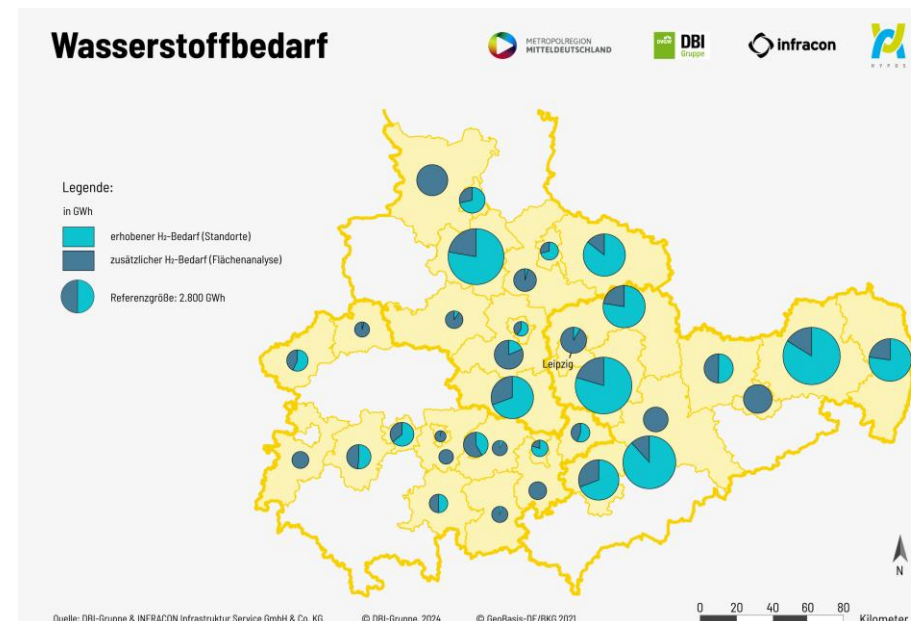 Wasserstoffbedarf
METROPOLREGION
MITTELDEUTSCHLAND
DVGW
DBI
Gruppe
infracon
HYPOS
Legende:
in GWh
erhobener H₂-Bedarf (Standorte)
zusätzlicher H₂-Bedarf (Flächenanalyse)
Referenzgröße: 2.800 GWh
Leipzig
N
0 20 40 60 80
Kilometer
Quelle: DBI-Gruppe & INFRACON Infrastruktur Service GmbH & Co. KG © DBI-Gruppe, 2024 © GeoBasis-DE/BKG 2021